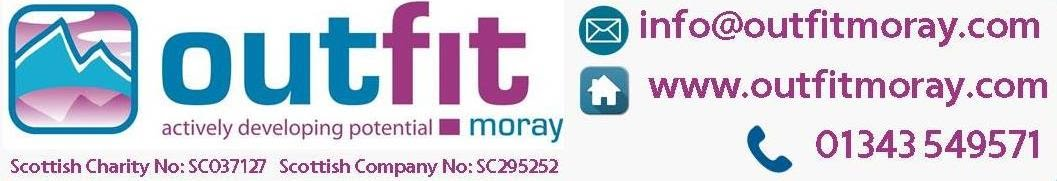 outfit
actively developing potential moray
Scottish Charity No: SC037127 Scottish Company No: SC295252
info@outfitmoray.com
www.outfitmoray.com
01343 549571